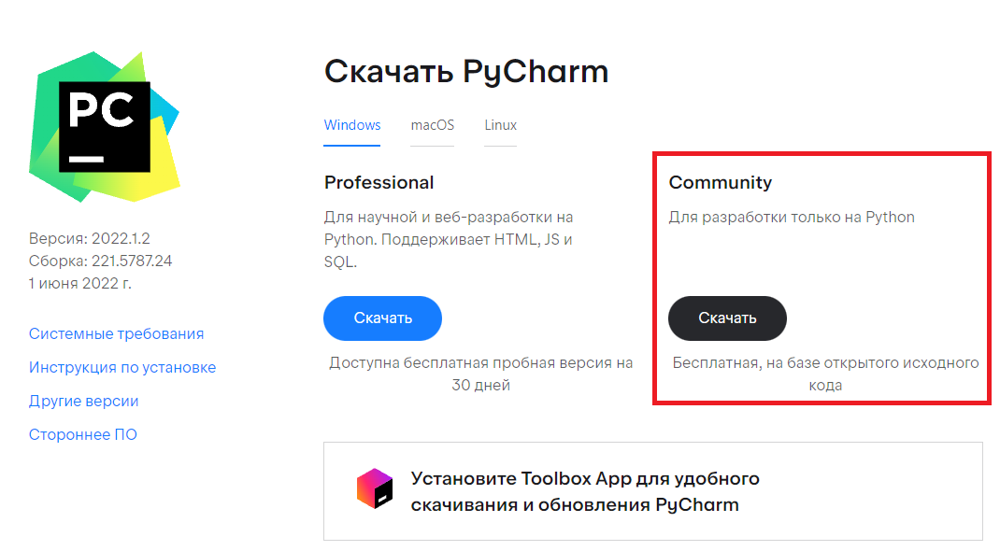 PC
Версия: 2022.1.2
Сборка: 221.5787.24
1 июня 2022 г.
Системные требования
Инструкция по установке
Другие версии
Стороннее ПО
Скачать PyCharm
Windows macOS Linux
Professional
Для научной и веб-разработки на
Python. Поддерживает HTML, JS и
SQL.
Скачать
Доступна бесплатная пробная версия на
30 дней
Community
Для разработки только на Python
Скачать
Бесплатная, на базе открытого исходного
кода
Установите Toolbox App для удобного
скачивания и обновления PyCharm